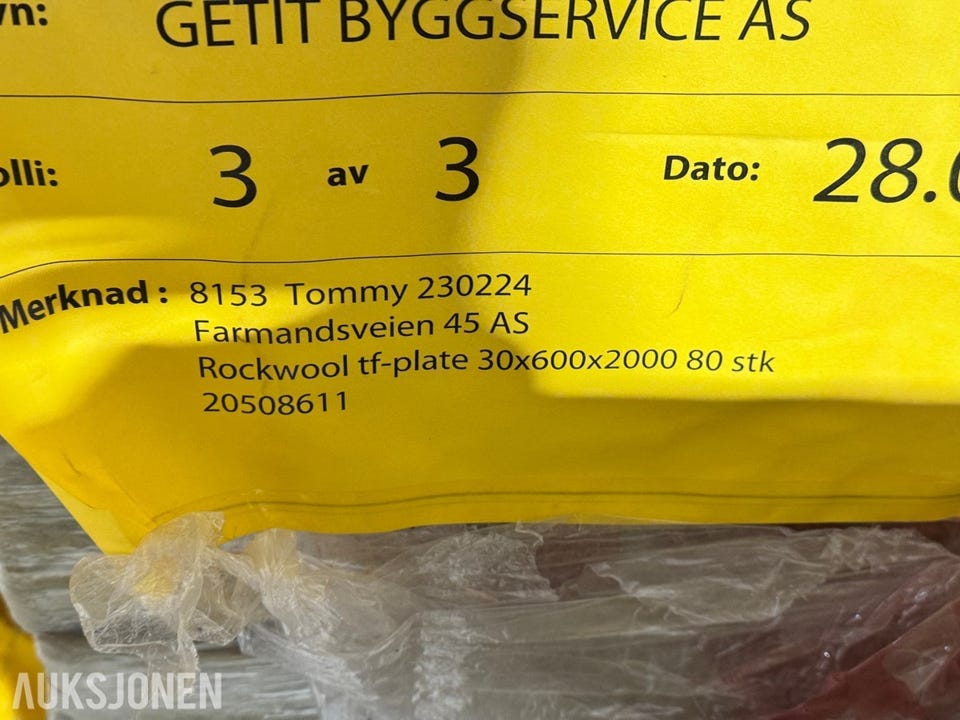 GETIT BYGGSERVICE AS
3 av 3 Dato: 28.
Merknad: 8153 Tommy 230224
Farmandsveien 45 AS
Rockwool tf-plate 30x600x2000 80 stk
20508611
AUKSJONEN